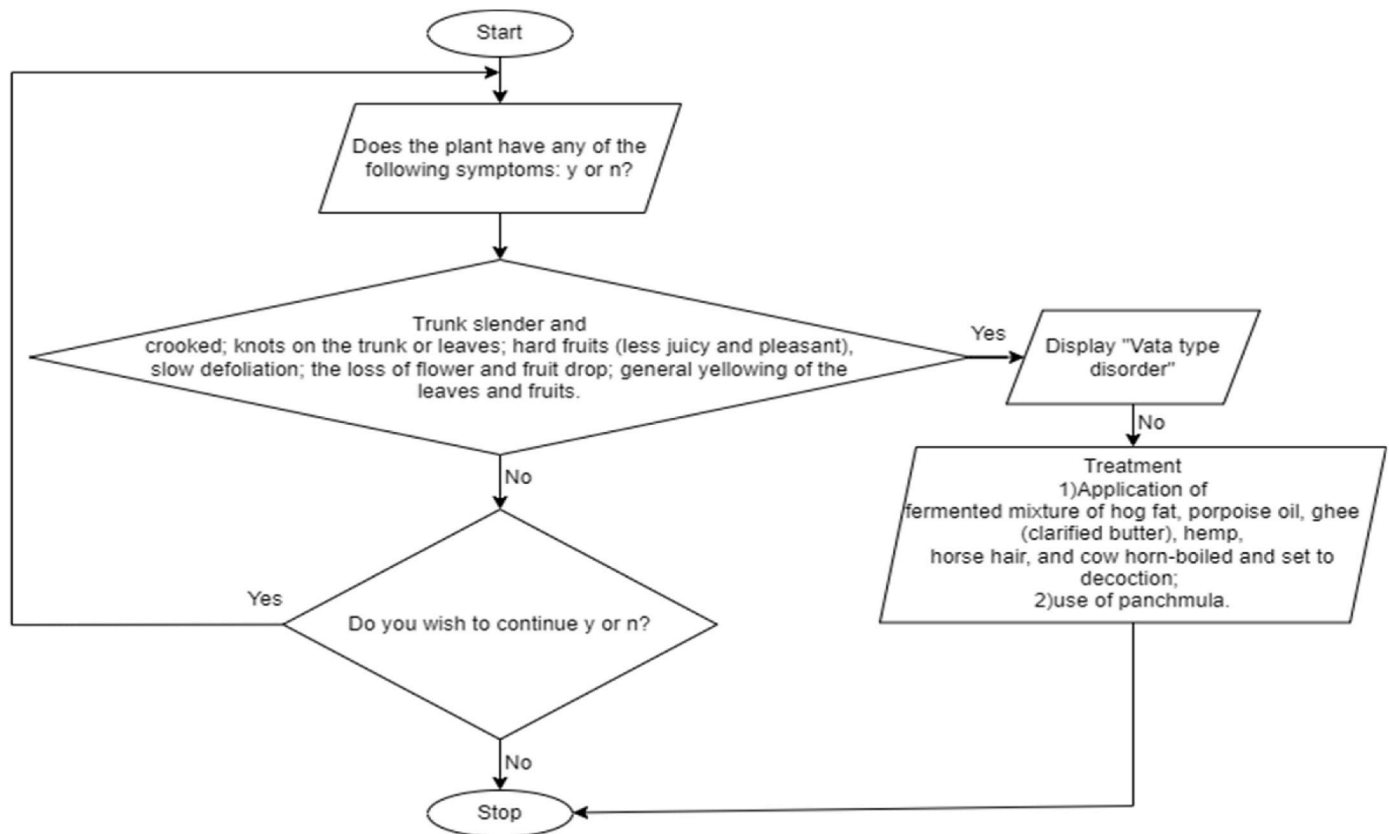 Start
Does the plant have any of the
following symptoms: y or n?
Trunk slender and
crooked; knots on the trunk or leaves; hard fruits (less juicy and pleasant),
slow defoliation; the loss of flower and fruit drop; general yellowing of the
leaves and fruits.
Yes
Display "Vata type
disorder"
No
Treatment
1)Application of
fermented mixture of hog fat, porpoise oil, ghee
(clarified butter), hemp,
horse hair, and cow horn-boiled and set to
decoction;
2)use of panchmula.
No
Yes
Do you wish to continue y or n?
No
Stop